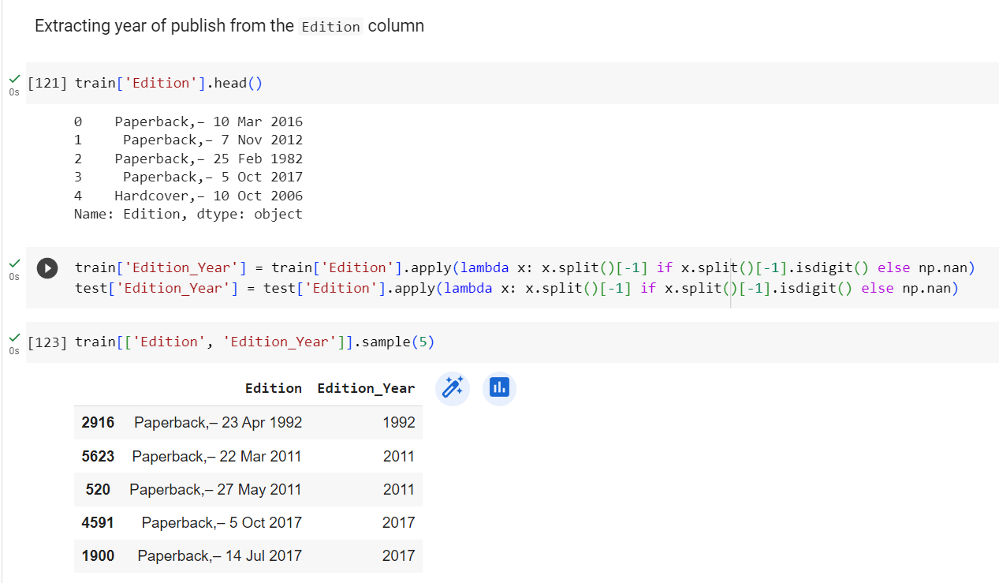 Extracting year of publish from the Edition column
[121] train['Edition'].head()
0s
0    Paperback,– 10 Mar 2016
1     Paperback,– 7 Nov 2012
2    Paperback,– 25 Feb 1982
3     Paperback,– 5 Oct 2017
4    Hardcover,– 10 Oct 2006
Name: Edition, dtype: object
train['Edition_Year'] = train['Edition'].apply(lambda x: x.split()[-1] if x.split()[-1].isdigit() else np.nan)
0s
test['Edition_Year'] = test['Edition'].apply(lambda x: x.split()[-1] if x.split()[-1].isdigit() else np.nan)
[123] train[['Edition', 'Edition_Year']].sample(5)
0s
Edition Edition_Year
2916 Paperback,– 23 Apr 1992 1992
5623 Paperback,– 22 Mar 2011 2011
520 Paperback,– 27 May 2011 2011
4591 Paperback,– 5 Oct 2017 2017
1900 Paperback,– 14 Jul 2017 2017